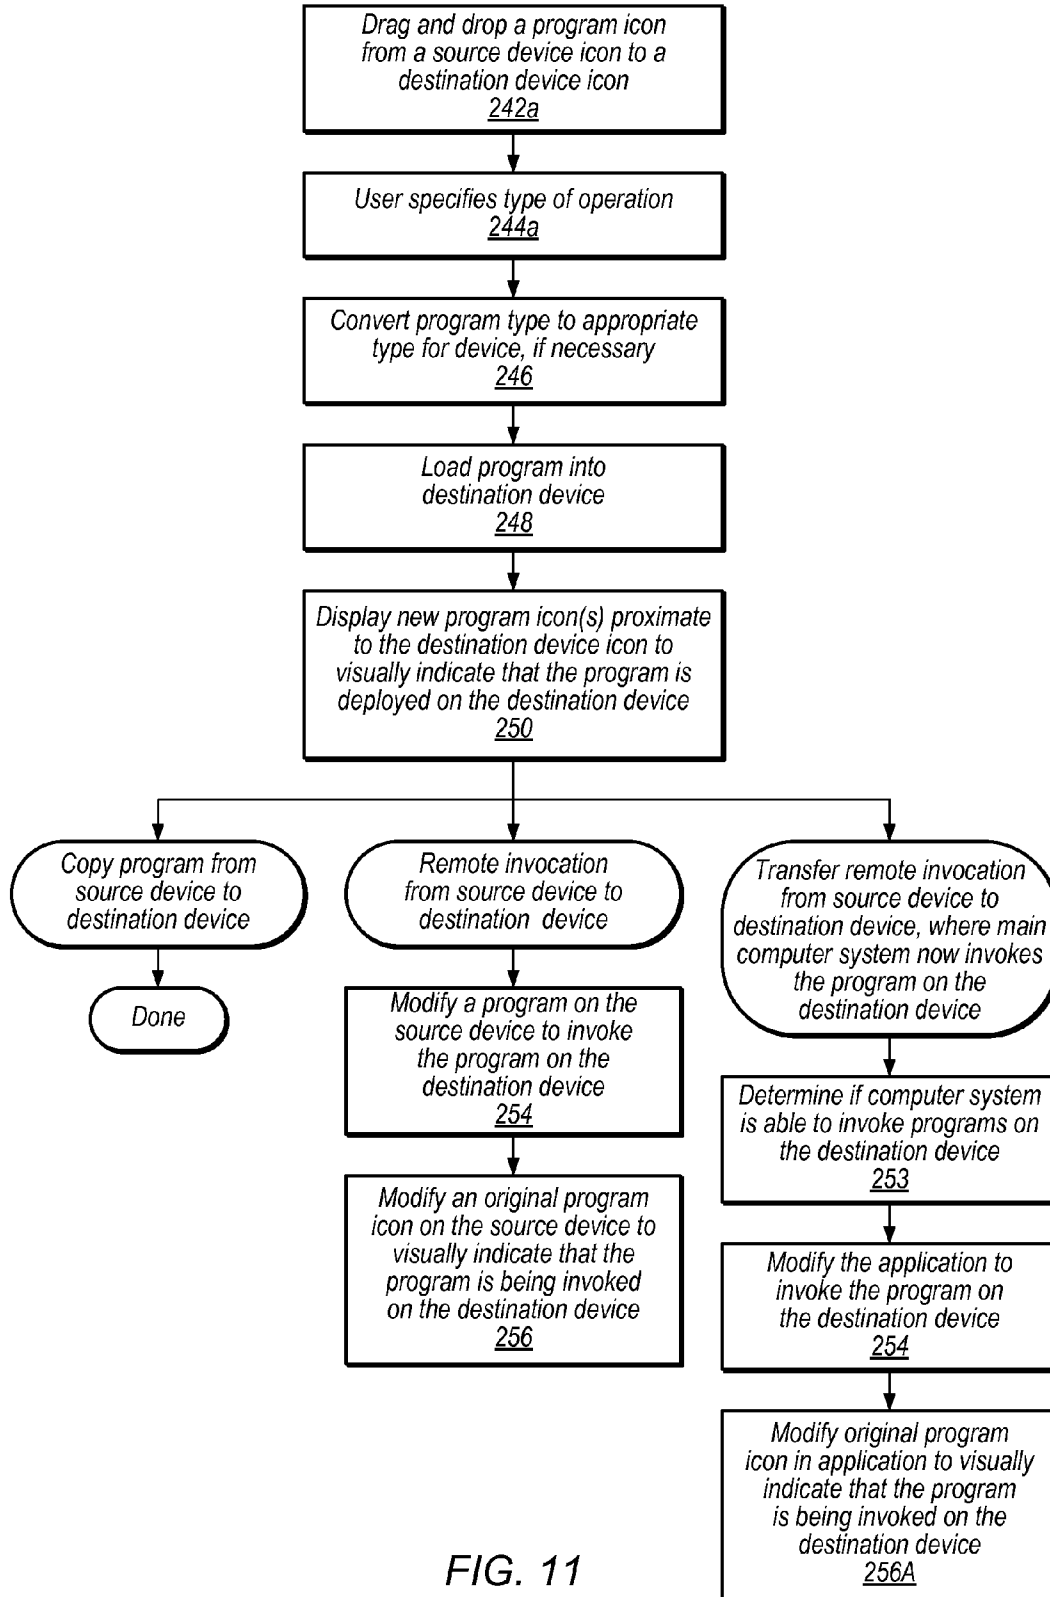 Drag and drop a program icon
from a source device icon to a
destination device icon
242a
User specifies type of operation
244a
Convert program type to appropriate
type for device, if necessary
246
Load program into
destination device
248
Display new program icon(s) proximate
to the destination device icon to
visually indicate that the program is
deployed on the destination device
250
Copy program from
source device to
destination device
Done
Remote invocation
from source device to
destination device
Modify a program on the
source device to invoke
the program on the
destination device
254
Modify an original program
icon on the source device to
visually indicate that the
program is being invoked
on the destination device
256
Transfer remote invocation
from source device to
destination device, where main
computer system now invokes
the program on the
destination device
Determine if computer system
is able to invoke programs on
the destination device
253
Modify the application to
invoke the program on
the destination device
254
Modify original program
icon in application to visually
indicate that the program
is being invoked on the
destination device
256A
FIG. 11